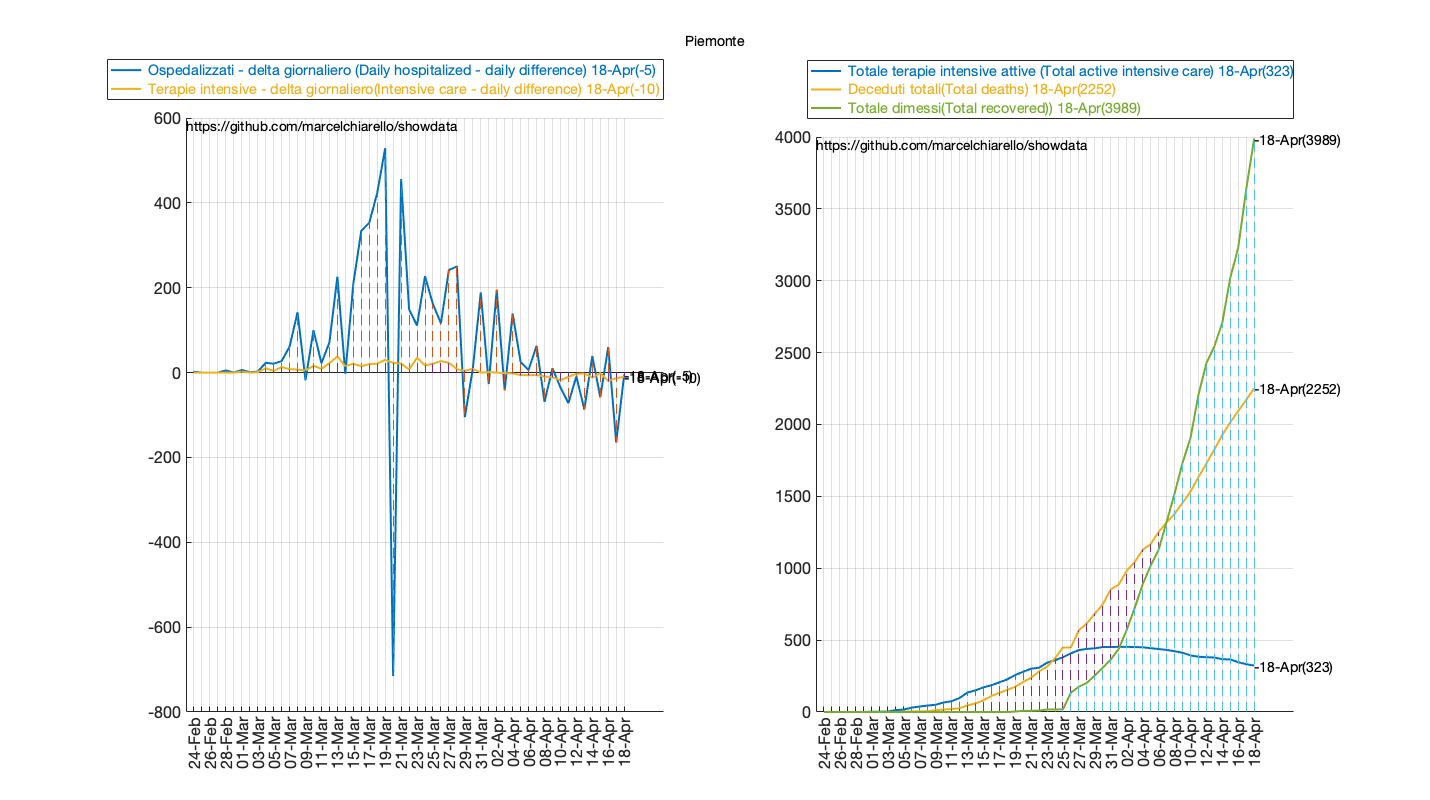 Piemonte
Ospedalizzati - delta giornaliero (Daily hospitalized - daily difference) 18-Apr(-5)
Terapie intensive - delta giornaliero(Intensive care - daily difference) 18-Apr(-10)
https://github.com/marcelchiarello/showdata
600
400
200
0
-200
-400
-600
-800
-18-Apr(-5)
-18-Apr(-10)
24-Feb
26-Feb
28-Feb
01-Mar
03-Mar
05-Mar
07-Mar
09-Mar
11-Mar
13-Mar
15-Mar
17-Mar
19-Mar
21-Mar
23-Mar
25-Mar
27-Mar
29-Mar
31-Mar
02-Apr
04-Apr
06-Apr
08-Apr
10-Apr
12-Apr
14-Apr
16-Apr
18-Apr
Totale terapie intensive attive (Total active intensive care) 18-Apr(323)
Deceduti totali(Total deaths) 18-Apr(2252)
Totale dimessi(Total recovered)) 18-Apr(3989)
https://github.com/marcelchiarello/showdata
4000
3500
3000
2500
2000
1500
1000
500
0
-18-Apr(3989)
-18-Apr(2252)
-18-Apr(323)
24-Feb
26-Feb
28-Feb
01-Mar
03-Mar
05-Mar
07-Mar
09-Mar
11-Mar
13-Mar
15-Mar
17-Mar
19-Mar
21-Mar
23-Mar
25-Mar
27-Mar
29-Mar
31-Mar
02-Apr
04-Apr
06-Apr
08-Apr
10-Apr
12-Apr
14-Apr
16-Apr
18-Apr